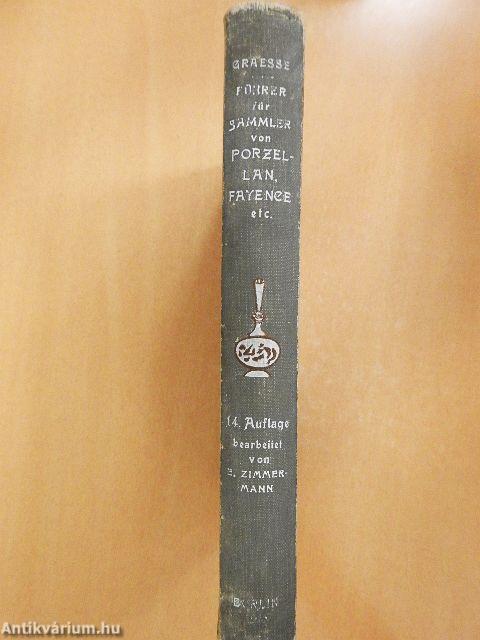 GRAESSE
FÜHRER
für
SAMMLER
von
PORZEL-
LAN,
FAYENCE
etc.
14. Auflage
bearbeitet
von
E. ZIMMER-
MANN
BERLIN
Antikvárium.hu